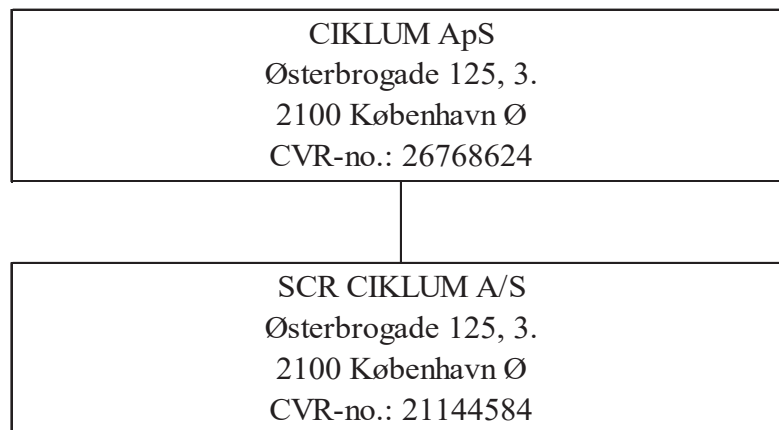 CIKLUM ApS
Østerbrogade 125, 3.
2100 København Ø
CVR-no.: 26768624
SCR CIKLUM A/S
Østerbrogade 125, 3.
2100 København Ø
CVR-no.: 21144584